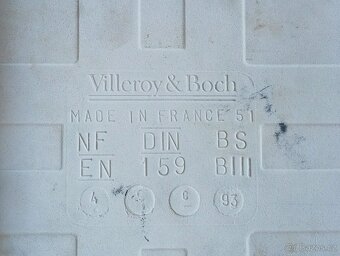 Villeroy & Boch
MADE IN FRANCE 51
NF DIN BS
EN 159 BIII
4 C 93